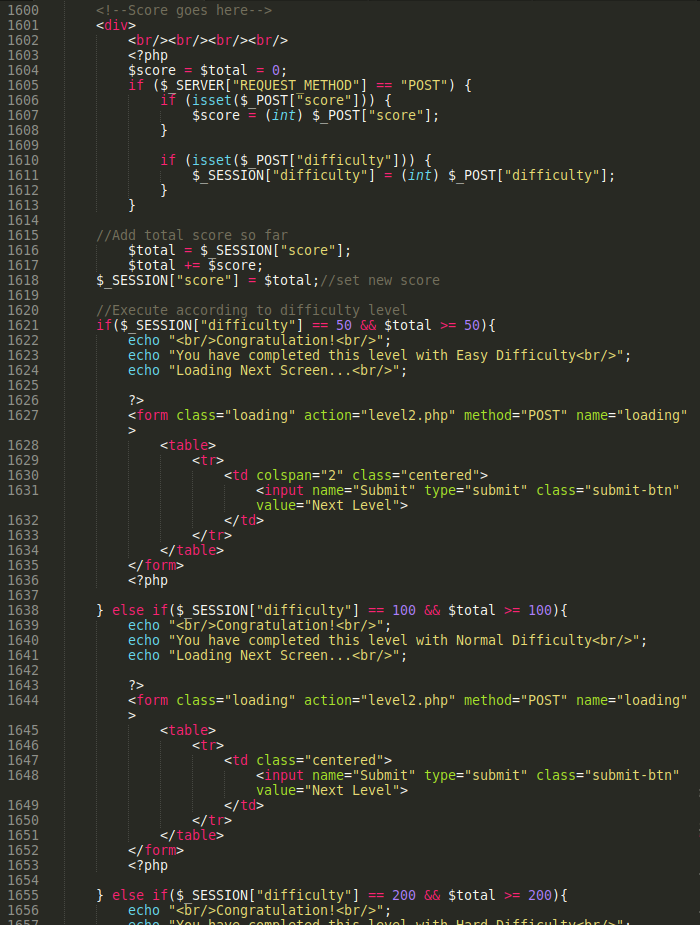 1600 <!--Score goes here-->
1601 <div>
1602 <br/><br/><br/><br/>
1603 <?php
1604 $score = $total = 0;
1605 if ($_SERVER["REQUEST_METHOD"] == "POST") {
1606 if (isset($_POST["score"])) {
1607 $score = (int) $_POST["score"];
1608 }
1609
1610 if (isset($_POST["difficulty"])) {
1611 $_SESSION["difficulty"] = (int) $_POST["difficulty"];
1612 }
1613 }
1614
1615 //Add total score so far
1616 $total = $_SESSION["score"];
1617 $total += $score;
1618 $_SESSION["score"] = $total;//set new score
1619
1620 //Execute according to difficulty level
1621 if($_SESSION["difficulty"] == 50 && $total >= 50){
1622 echo "<br/>Congratulation!<br/>";
1623 echo "You have completed this level with Easy Difficulty<br/>";
1624 echo "Loading Next Screen...<br/>";
1625
1626 ?>
1627 <form class="loading" action="level2.php" method="POST" name="loading"
>
1628 <table>
1629 <tr>
1630 <td colspan="2" class="centered">
1631 <input name="Submit" type="submit" class="submit-btn"
value="Next Level">
1632 </td>
1633 </tr>
1634 </table>
1635 </form>
1636 <?php
1637
1638 } else if($_SESSION["difficulty"] == 100 && $total >= 100){
1639 echo "<br/>Congratulation!<br/>";
1640 echo "You have completed this level with Normal Difficulty<br/>";
1641 echo "Loading Next Screen...<br/>";
1642
1643 ?>
1644 <form class="loading" action="level2.php" method="POST" name="loading"
>
1645 <table>
1646 <tr>
1647 <td class="centered">
1648 <input name="Submit" type="submit" class="submit-btn"
value="Next Level">
1649 </td>
1650 </tr>
1651 </table>
1652 </form>
1653 <?php
1654
1655 } else if($_SESSION["difficulty"] == 200 && $total >= 200){
1656 echo "<br/>Congratulation!<br/>";
1657 echo "You have completed this level with Hard Difficulty<br/>";